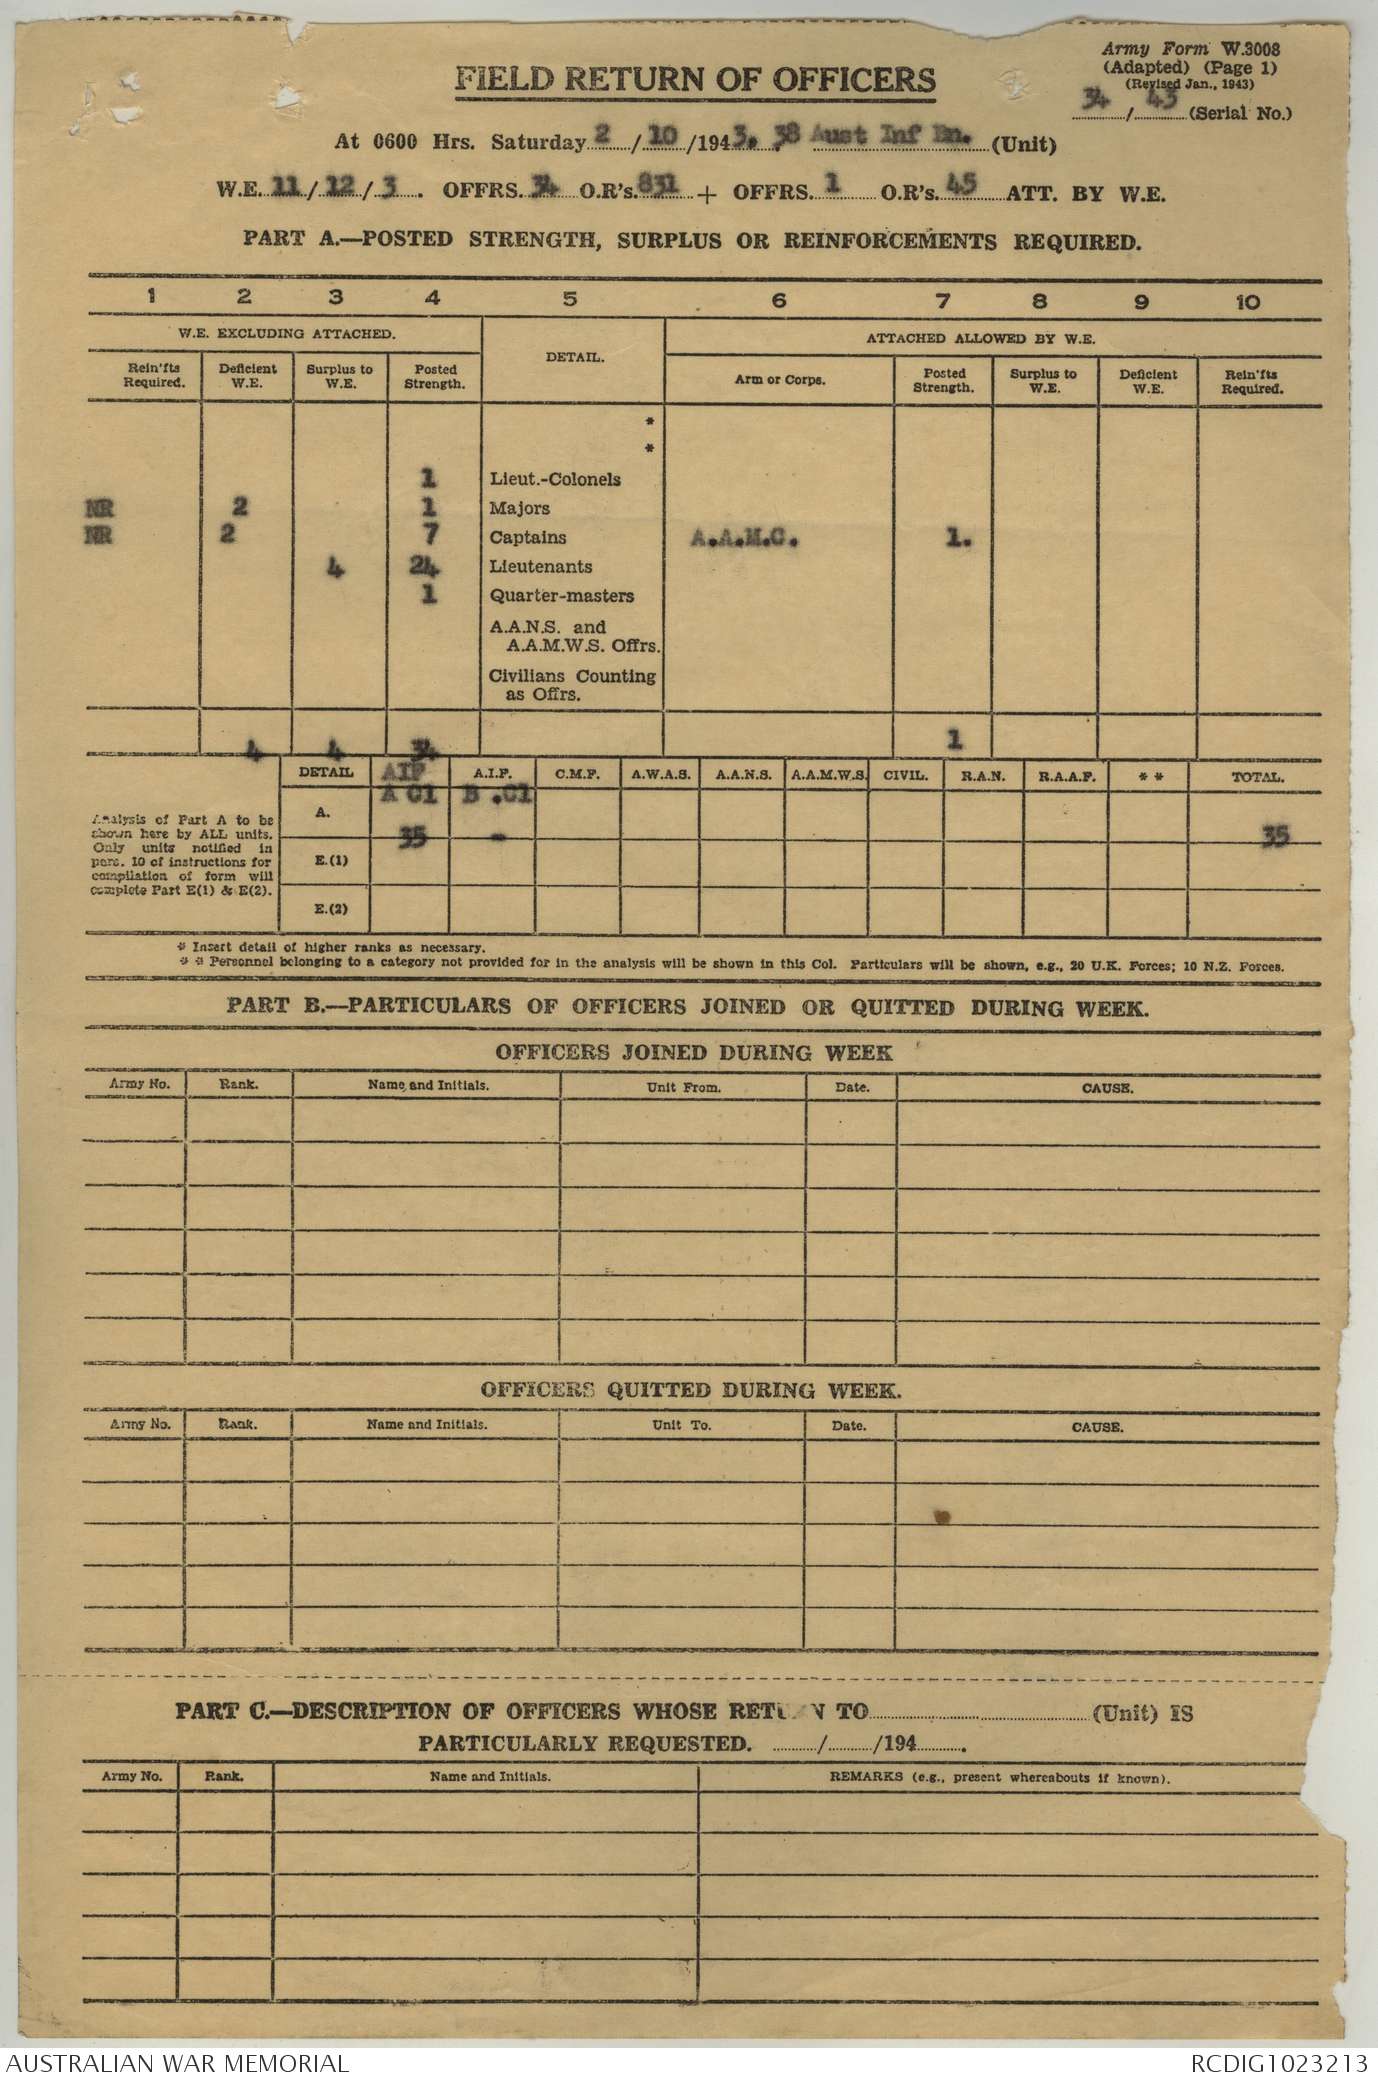 Army Form W.3008
(Adapted) (Page 1)
(Revised Jan., 1943)
34/43 (Serial No.)
FIELD RETURN OF OFFICERS
At 0600 Hrs. Saturday 2/10/1943. 38 Aust Inf Bn. (Unit)
W.E. 11/12/3. OFFRS. 34 O.R's. 831 + OFFRS. 1 O.R's. 45 ATT. BY W.E.
PART A.—POSTED STRENGTH, SURPLUS OR REINFORCEMENTS REQUIRED.
1 2 3 4 5 6 7 8 9 10
W.E. EXCLUDING ATTACHED. DETAIL. ATTACHED ALLOWED BY W.E.
Rein'fts Required. Deficient W.E. Surplus to W.E. Posted Strength. Arm or Corps. Posted Strength. Surplus to W.E. Deficient W.E. Rein'fts Required.
*
*
1 Lieut.-Colonels
NR 2 1 Majors
NR 2 7 Captains A.A.M.C. 1.
4 24 Lieutenants
1 Quarter-masters
A.A.N.S. and
A.A.M.W.S. Offrs.
Civilians Counting
as Offrs.
4 4 34 1
DETAIL AIF A.I.F. C.M.F. A.W.A.S. A.A.N.S. A.A.M.W.S. CIVIL. R.A.N. R.A.A.F. * * TOTAL.
A C1 B .C1
A. 35 - 35
Analysis of Part A to be
shown here by ALL units.
Only units notified in
para. 10 of instructions for
compilation of form will
complete Part E(1) & E(2).
E.(1)
E.(2)
* Insert detail of higher ranks as necessary.
* * Personnel belonging to a category not provided for in the analysis will be shown in this Col. Particulars will be shown, e.g., 20 U.K. Forces; 10 N.Z. Forces.
PART B.—PARTICULARS OF OFFICERS JOINED OR QUITTED DURING WEEK.
OFFICERS JOINED DURING WEEK
Army No. Rank. Name and Initials. Unit From. Date. CAUSE.
OFFICERS QUITTED DURING WEEK.
Army No. Rank. Name and Initials. Unit To. Date. CAUSE.
PART C.—DESCRIPTION OF OFFICERS WHOSE RETURN TO (Unit) IS
PARTICULARLY REQUESTED. / /194 .
Army No. Rank. Name and Initials. REMARKS (e.g., present whereabouts if known).
AUSTRALIAN WAR MEMORIAL RCDIG1023213